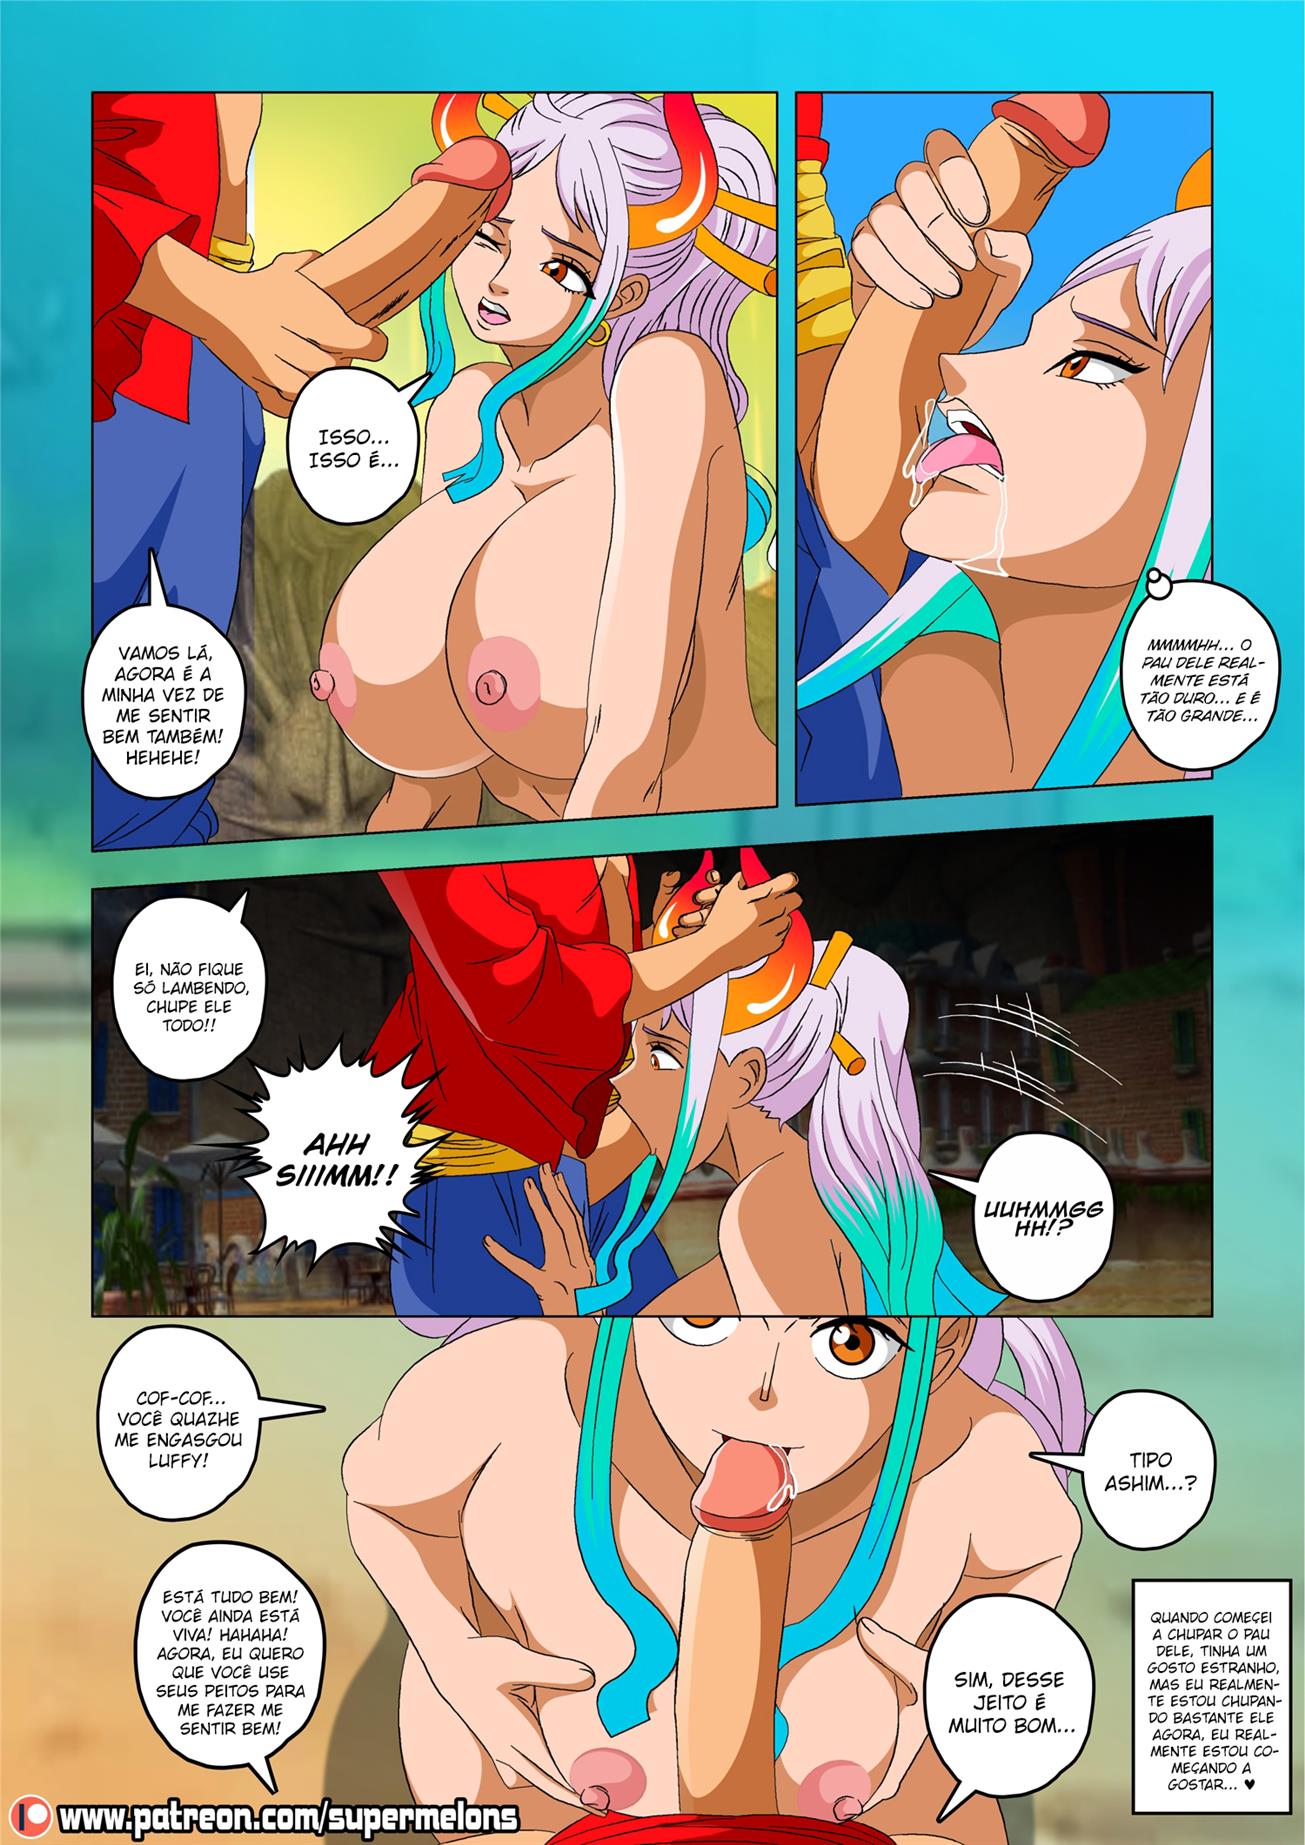 ISSO...
ISSO É...
VAMOS LÁ,
AGORA É A
MINHA VEZ DE
ME SENTIR
BEM TAMBÉM!
HEHEHE!
MMMMHH... O
PAU DELE REAL-
MENTE ESTÁ
TÃO DURO... E É
TÃO GRANDE...
EI, NÃO FIQUE
SÓ LAMBENDO,
CHUPE ELE
TODO!!
AHH
SIIIMM!!
UUHMMGG
HH!?
COF-COF...
VOCÊ QUAZHE
ME ENGASGOU
LUFFY!
TIPO
ASHIM...?
ESTÁ TUDO BEM!
VOCÊ AINDA ESTÁ
VIVA! HAHAHA!
AGORA, EU QUERO
QUE VOCÊ USE
SEUS PEITOS PARA
ME FAZER ME
SENTIR BEM!
SIM, DESSE
JEITO É
MUITO BOM...
QUANDO COMEÇEI
A CHUPAR O PAU
DELE, TINHA UM
GOSTO ESTRANHO,
MAS EU REALMEN-
TE ESTOU CHUPAN-
DO BASTANTE ELE
AGORA, EU REAL-
MENTE ESTOU CO-
MEÇANDO A
GOSTAR... ♥
www.patreon.com/supermelons